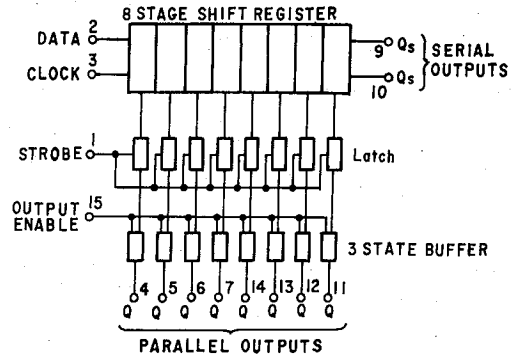 8 STAGE SHIFT REGISTER
DATA 2
CLOCK 3
9 Qs
10 Qs
SERIAL
OUTPUTS
STROBE 1
Latch
OUTPUT
ENABLE 15
3 STATE BUFFER
4 5 6 7 14 13 12 11
Q Q Q Q Q Q Q Q
PARALLEL OUTPUTS